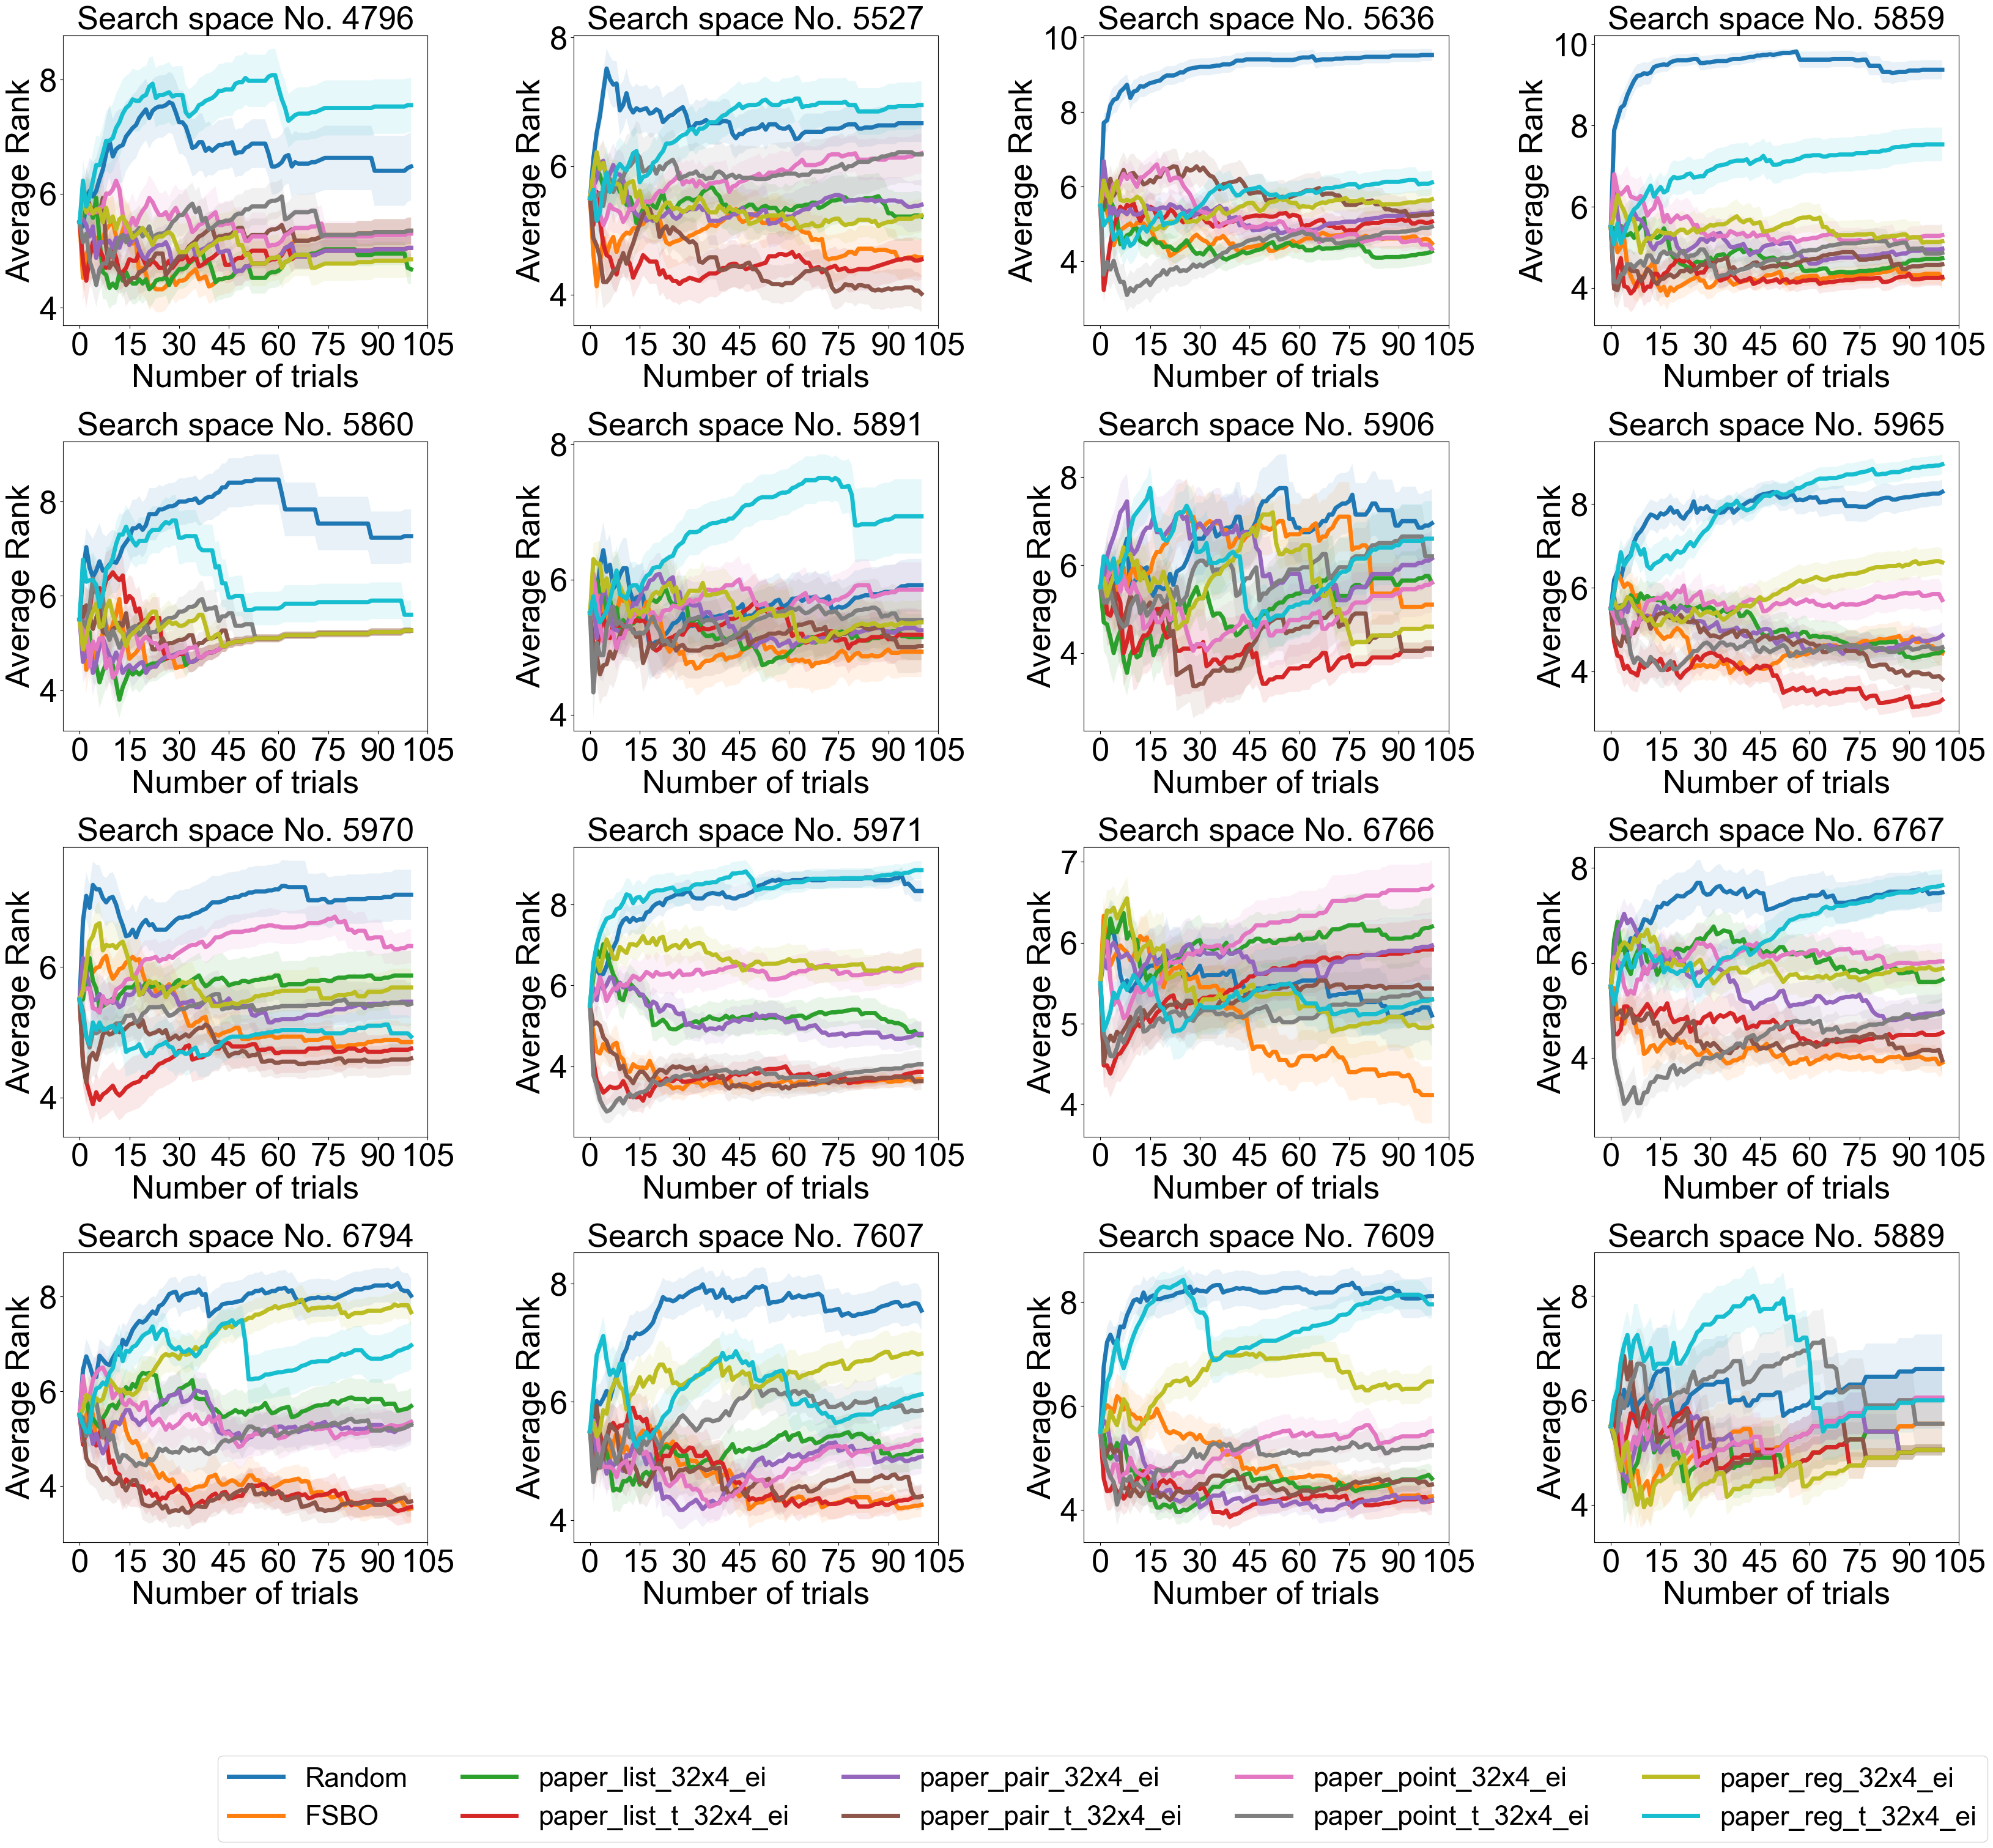 Search space No. 4796
Average Rank
8
6
4
0 15 30 45 60 75 90 105
Number of trials
Search space No. 5527
Average Rank
8
6
4
0 15 30 45 60 75 90 105
Number of trials
Search space No. 5636
Average Rank
10
8
6
4
0 15 30 45 60 75 90 105
Number of trials
Search space No. 5859
Average Rank
10
8
6
4
0 15 30 45 60 75 90 105
Number of trials
Search space No. 5860
Average Rank
8
6
4
0 15 30 45 60 75 90 105
Number of trials
Search space No. 5891
Average Rank
8
6
4
0 15 30 45 60 75 90 105
Number of trials
Search space No. 5906
Average Rank
8
6
4
0 15 30 45 60 75 90 105
Number of trials
Search space No. 5965
Average Rank
8
6
4
0 15 30 45 60 75 90 105
Number of trials
Search space No. 5970
Average Rank
6
4
0 15 30 45 60 75 90 105
Number of trials
Search space No. 5971
Average Rank
8
6
4
0 15 30 45 60 75 90 105
Number of trials
Search space No. 6766
Average Rank
7
6
5
4
0 15 30 45 60 75 90 105
Number of trials
Search space No. 6767
Average Rank
8
6
4
0 15 30 45 60 75 90 105
Number of trials
Search space No. 6794
Average Rank
8
6
4
0 15 30 45 60 75 90 105
Number of trials
Search space No. 7607
Average Rank
8
6
4
0 15 30 45 60 75 90 105
Number of trials
Search space No. 7609
Average Rank
8
6
4
0 15 30 45 60 75 90 105
Number of trials
Search space No. 5889
Average Rank
8
6
4
0 15 30 45 60 75 90 105
Number of trials
Random paper_list_32x4_ei paper_pair_32x4_ei paper_point_32x4_ei paper_reg_32x4_ei
FSBO paper_list_t_32x4_ei paper_pair_t_32x4_ei paper_point_t_32x4_ei paper_reg_t_32x4_ei